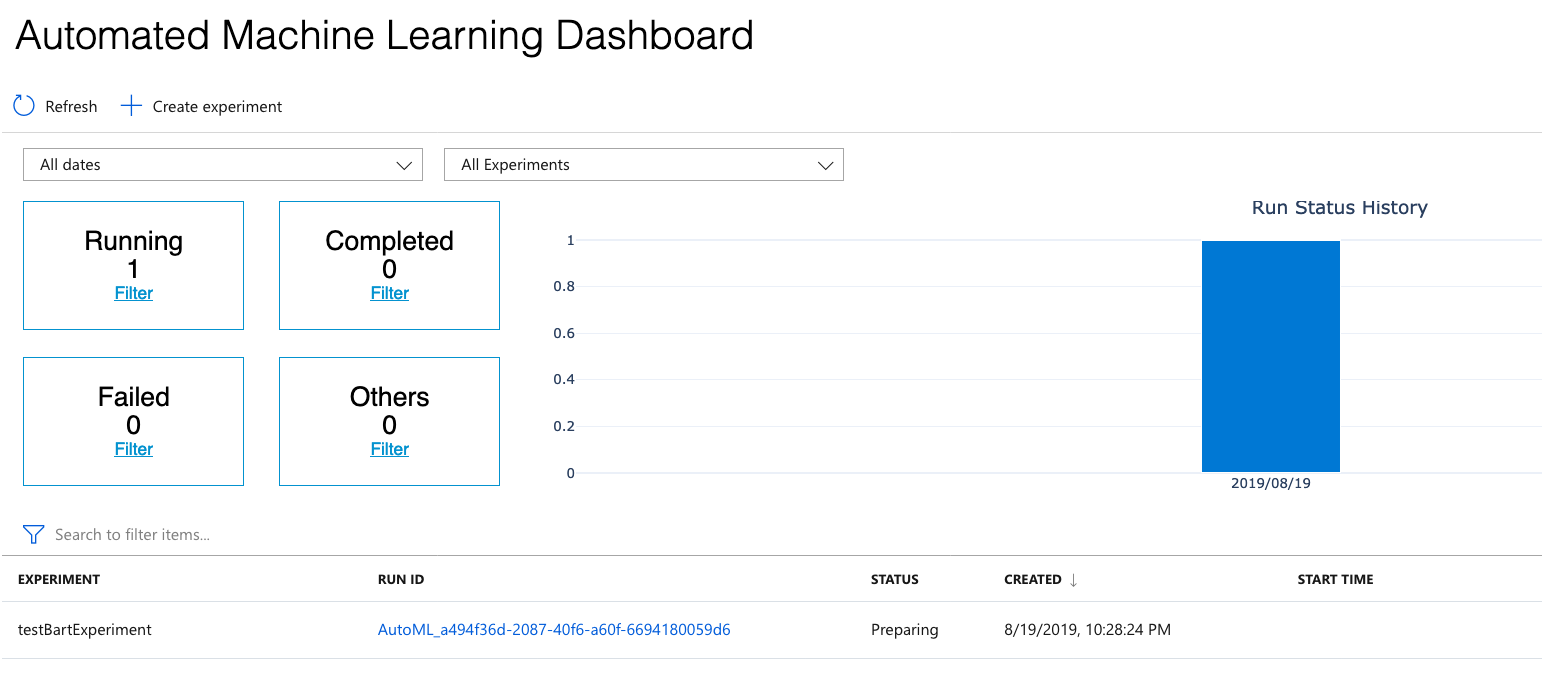 Automated Machine Learning Dashboard
Refresh Create experiment
All dates All Experiments
Running
1
Filter
Completed
0
Filter
Failed
0
Filter
Others
0
Filter
Run Status History
1
0.8
0.6
0.4
0.2
0
2019/08/19
Search to filter items...
EXPERIMENT RUN ID STATUS CREATED ↓ START TIME
testBartExperiment AutoML_a494f36d-2087-40f6-a60f-6694180059d6 Preparing 8/19/2019, 10:28:24 PM